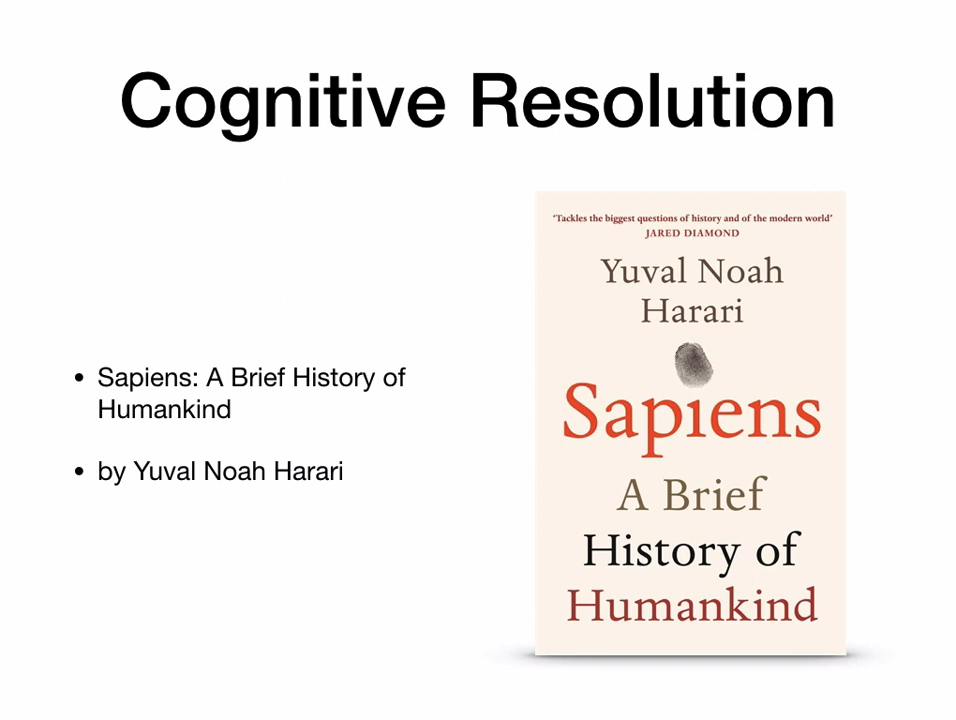 Cognitive Resolution
• Sapiens: A Brief History of
Humankind
• by Yuval Noah Harari
‘Tackles the biggest questions of history and of the modern world’
JARED DIAMOND
Yuval Noah
Harari
Sapiens
A Brief
History of
Humankind